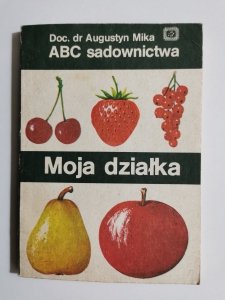 Doc. dr Augustyn Mika
ABC sadownictwa
Moja działka